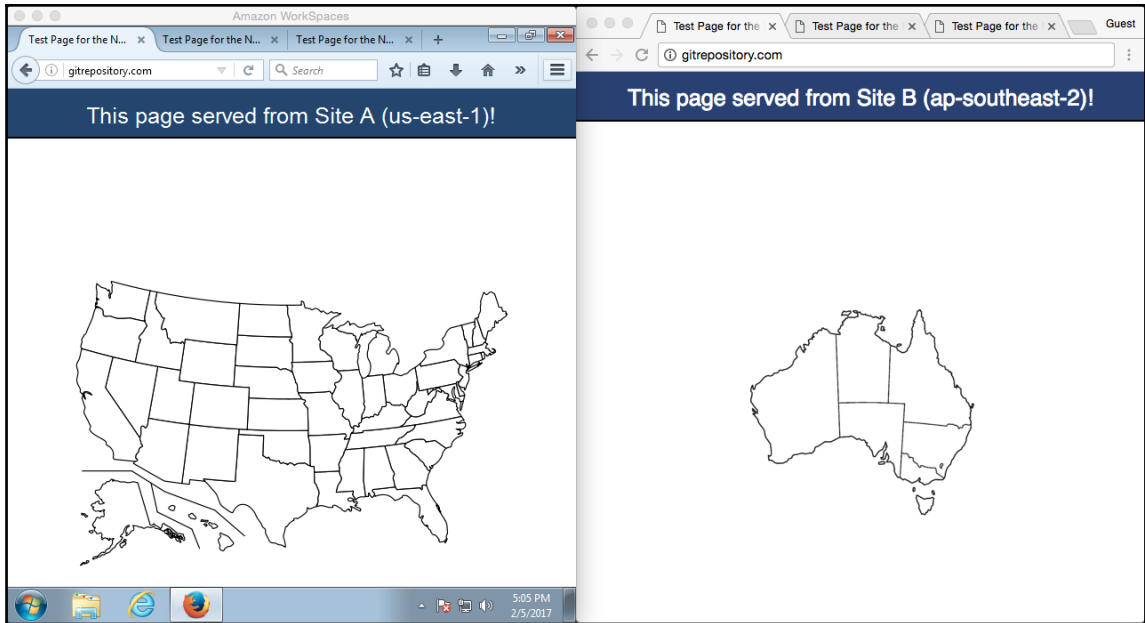 Amazon WorkSpaces
Test Page for the N... × Test Page for the N... × Test Page for the N... × +
gitrepository.com Search
This page served from Site A (us-east-1)!
5:05 PM
2/5/2017
Test Page for the × Test Page for the × Test Page for the × Guest
gitrepository.com
This page served from Site B (ap-southeast-2)!